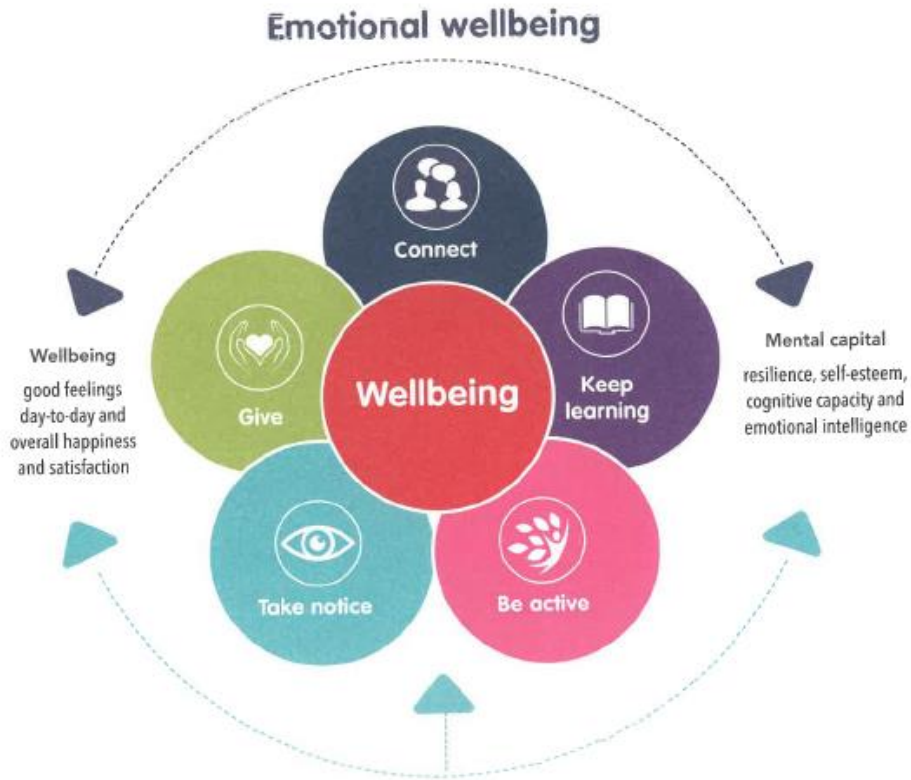 Emotional wellbeing
Connect
Give
Wellbeing
Keep
learning
Take notice
Be active
Wellbeing
good feelings
day-to-day and
overall happiness
and satisfaction
Mental capital
resilience, self-esteem,
cognitive capacity and
emotional intelligence